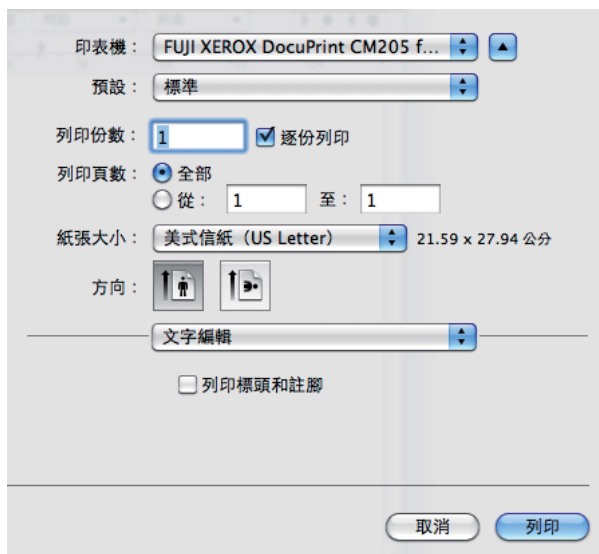 印表機： FUJI XEROX DocuPrint CM205 f...
預設： 標準
列印份數： 1 逐份列印
列印頁數： 全部
從： 1 至： 1
紙張大小： 美式信紙（US Letter） 21.59 x 27.94 公分
方向：
文字編輯
列印標頭和註腳
取消 列印